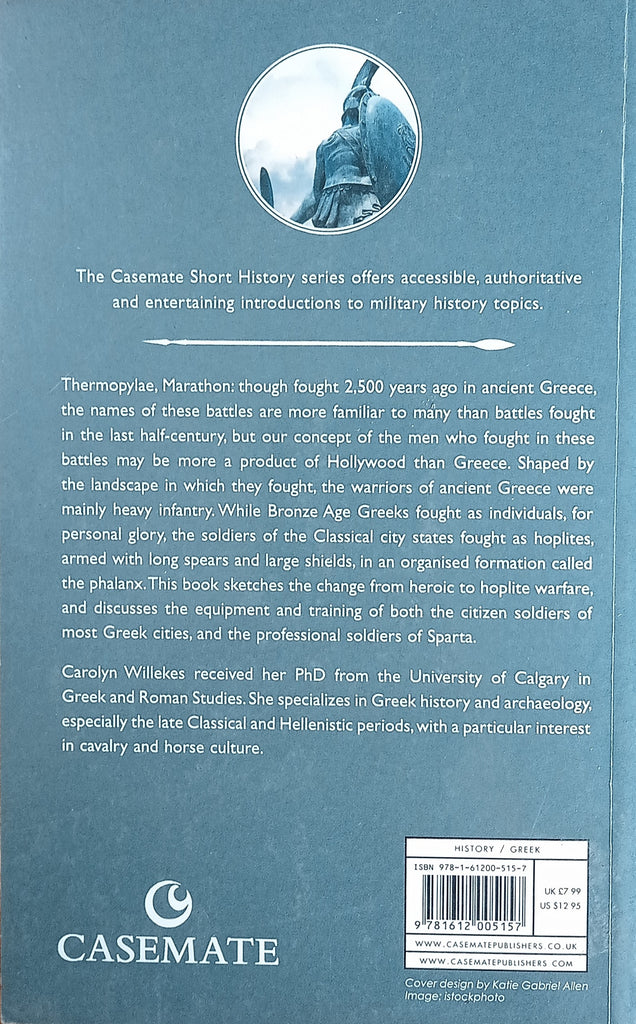 The Casemate Short History series offers accessible, authoritative
and entertaining introductions to military history topics.
Thermopylae, Marathon: though fought 2,500 years ago in ancient Greece,
the names of these battles are more familiar to many than battles fought
in the last half-century, but our concept of the men who fought in these
battles may be more a product of Hollywood than Greece. Shaped by
the landscape in which they fought, the warriors of ancient Greece were
mainly heavy infantry. While Bronze Age Greeks fought as individuals, for
personal glory, the soldiers of the Classical city states fought as hoplites,
armed with long spears and large shields, in an organised formation called
the phalanx. This book sketches the change from heroic to hoplite warfare,
and discusses the equipment and training of both the citizen soldiers of
most Greek cities, and the professional soldiers of Sparta.
Carolyn Willekes received her PhD from the University of Calgary in
Greek and Roman Studies. She specializes in Greek history and archaeology,
especially the late Classical and Hellenistic periods, with a particular interest
in cavalry and horse culture.
CASEMATE
HISTORY / GREEK
ISBN 978-1-61200-515-7
UK £7.99
US $12.95
9 781612 005157
WWW.CASEMATEPUBLISHERS.CO.UK
WWW.CASEMATEPUBLISHERS.COM
Cover design by Katie Gabriel Allen
Image: istockphoto